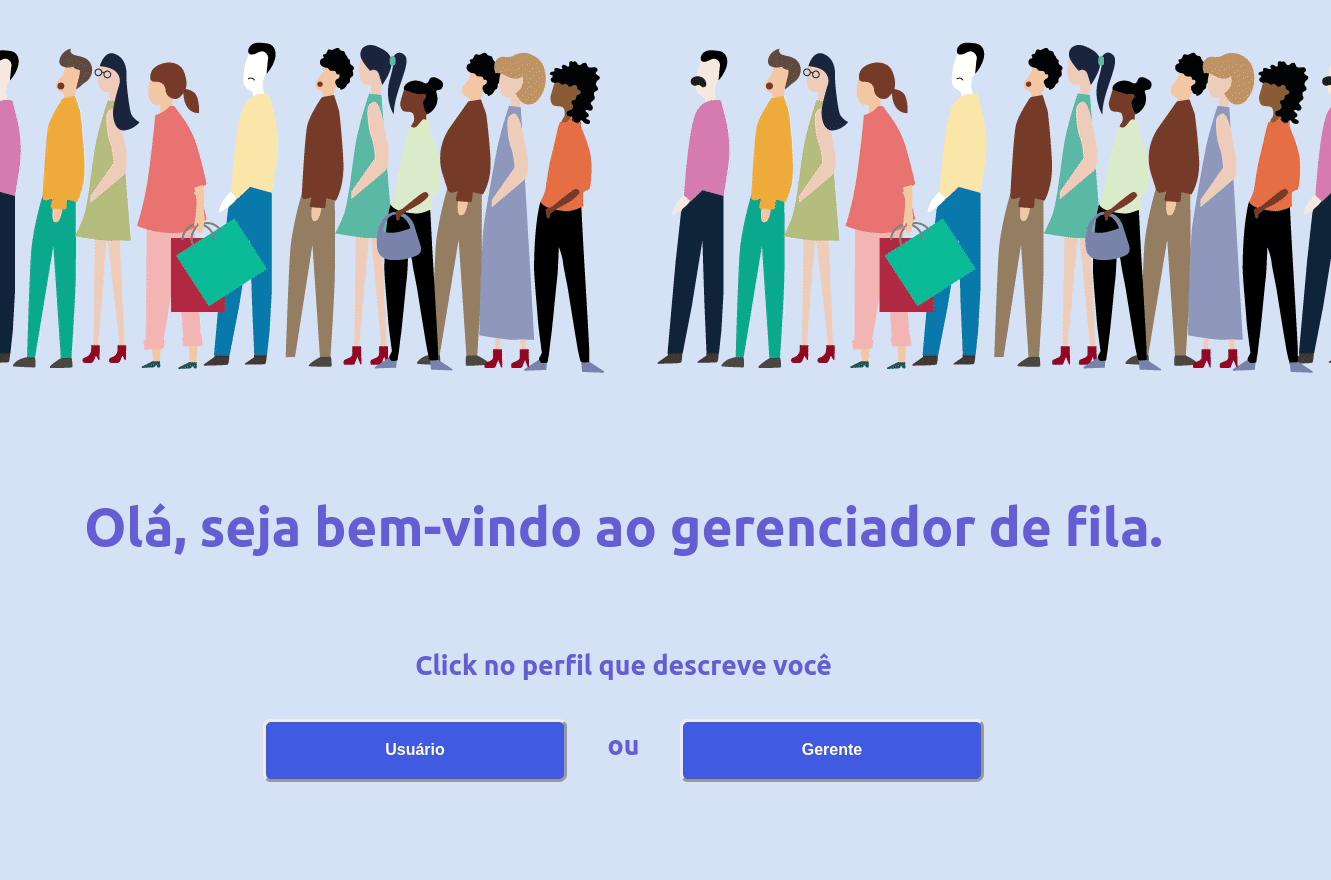 Olá, seja bem-vindo ao gerenciador de fila.
Click no perfil que descreve você
Usuário ou Gerente